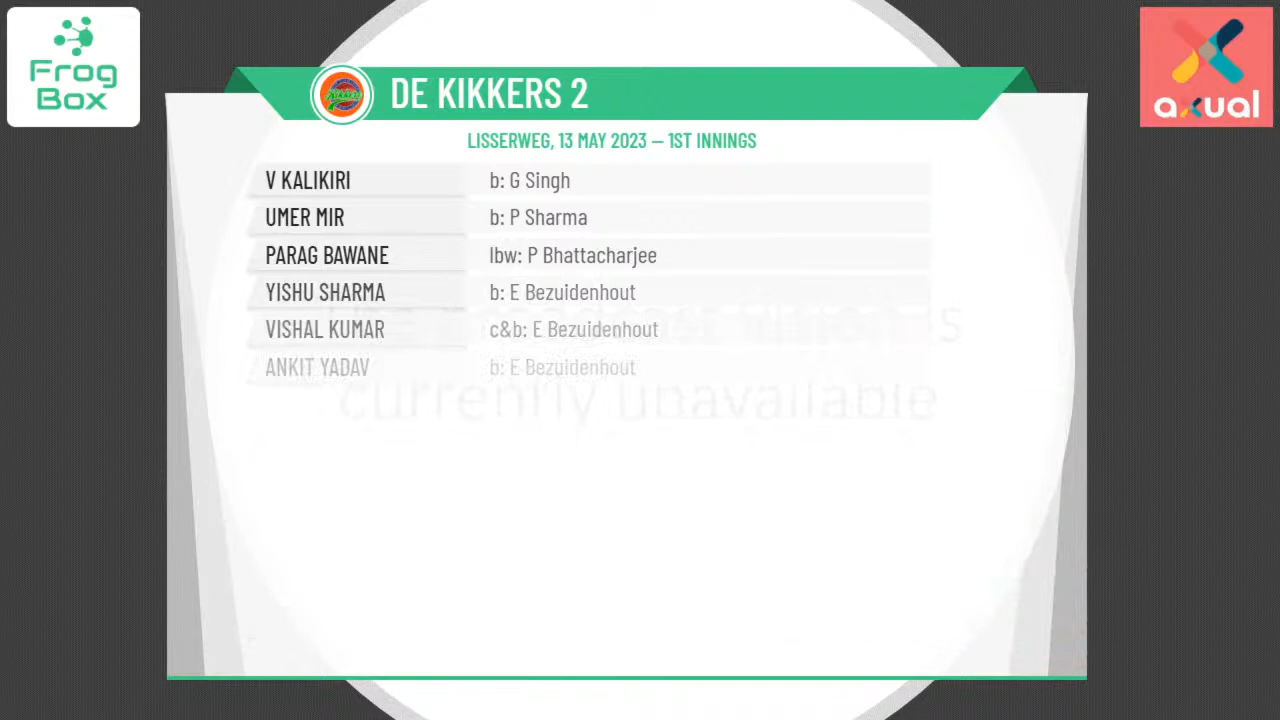 Frog
Box
axual
DE KIKKERS 2
LISSERWEG, 13 MAY 2023 – 1ST INNINGS
V KALIKIRI b: G Singh
UMER MIR b: P Sharma
PARAG BAWANE lbw: P Bhattacharjee
YISHU SHARMA b: E Bezuidenhout
VISHAL KUMAR c&b: E Bezuidenhout
ANKIT YADAV b: E Bezuidenhout
currently unavailable